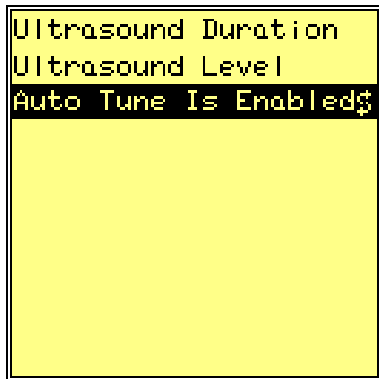 Ultrasound Duration
Ultrasound Level
Auto Tune Is Enabled$